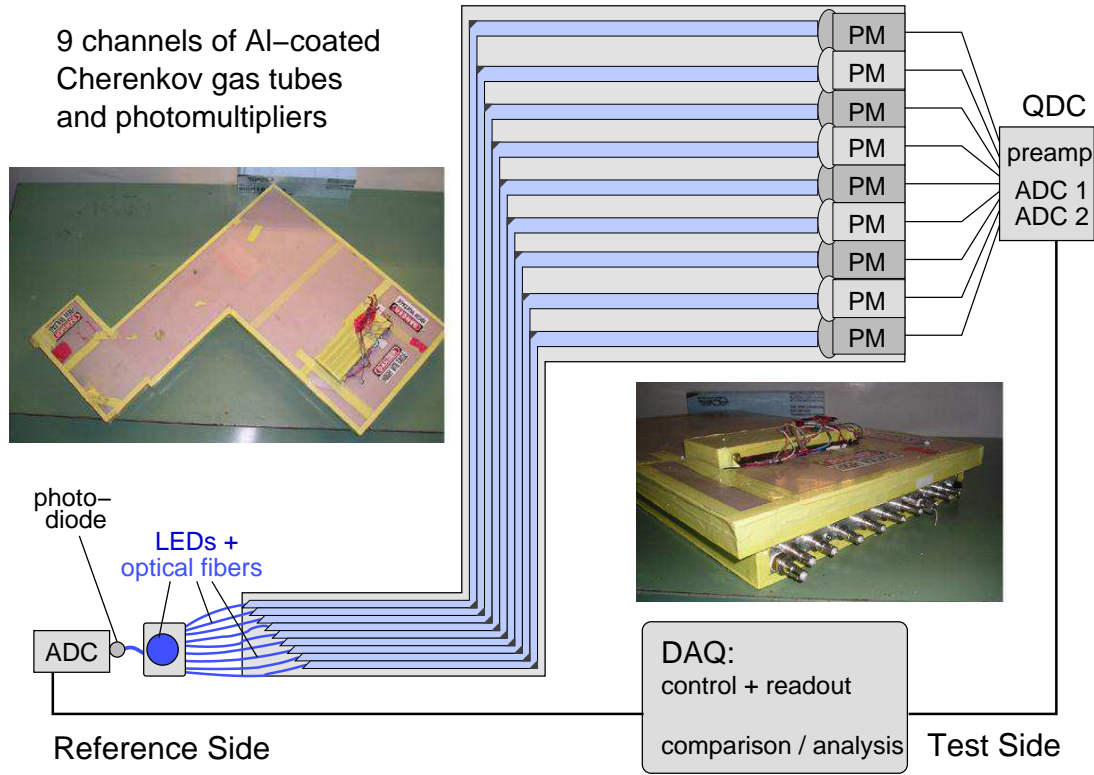 9 channels of Al−coated
Cherenkov gas tubes
and photomultipliers
PM
PM
PM
PM
PM
PM
PM
PM
PM
QDC
preamp
ADC 1
ADC 2
photo−
diode
LEDs +
optical fibers
ADC
DAQ:
control + readout
comparison / analysis
Reference Side
Test Side